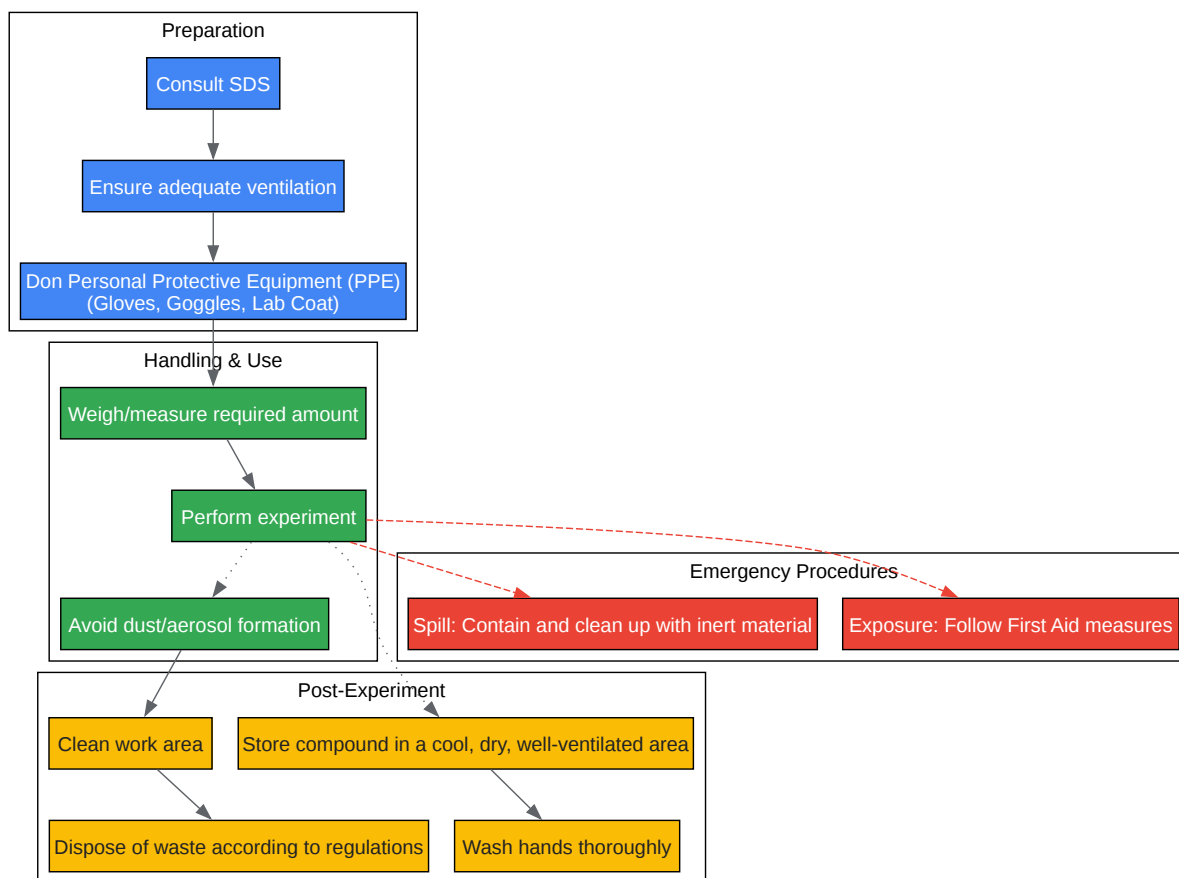 Preparation
Consult SDS
Ensure adequate ventilation
Don Personal Protective Equipment (PPE)
(Gloves, Goggles, Lab Coat)
Handling & Use
Weigh/measure required amount
Perform experiment
Avoid dust/aerosol formation
Emergency Procedures
Spill: Contain and clean up with inert material
Exposure: Follow First Aid measures
Post-Experiment
Clean work area
Store compound in a cool, dry, well-ventilated area
Dispose of waste according to regulations
Wash hands thoroughly